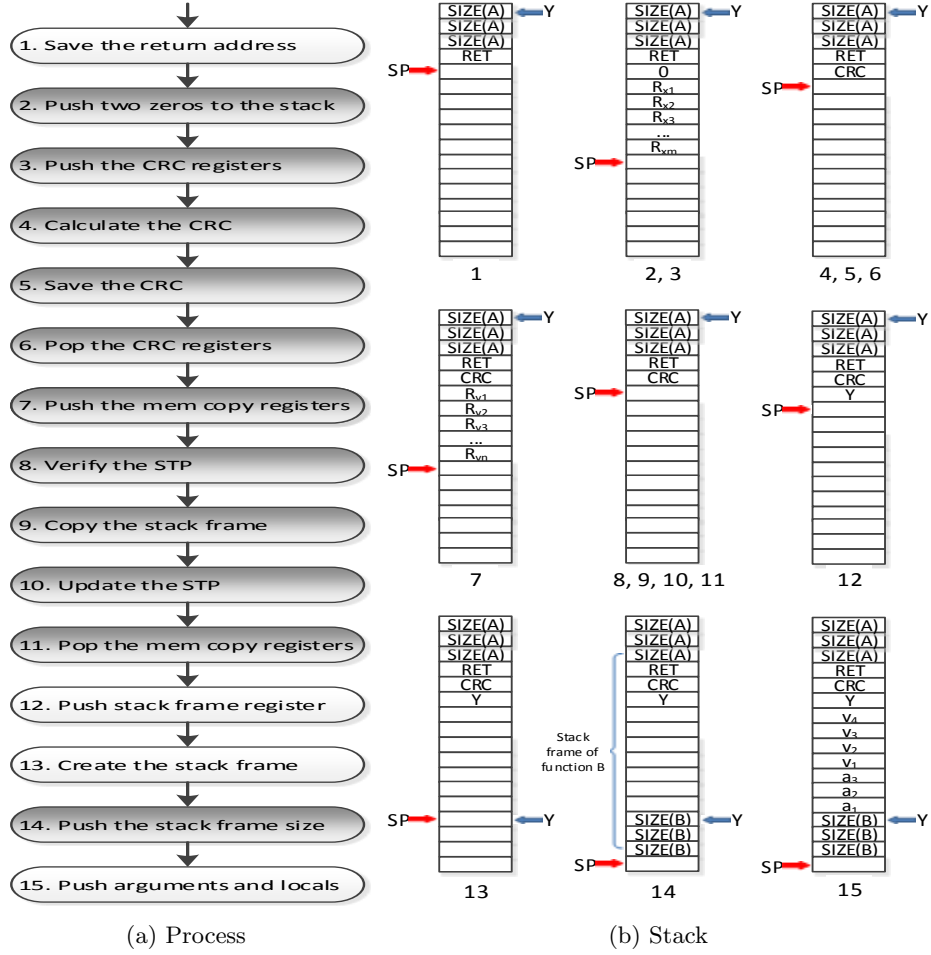 1. Save the return address
2. Push two zeros to the stack
3. Push the CRC registers
4. Calculate the CRC
5. Save the CRC
6. Pop the CRC registers
7. Push the mem copy registers
8. Verify the STP
9. Copy the stack frame
10. Update the STP
11. Pop the mem copy registers
12. Push stack frame register
13. Create the stack frame
14. Push the stack frame size
15. Push arguments and locals
(a) Process
SIZE(A)
Y
SIZE(A)
SIZE(A)
RET
SP
1
SIZE(A)
Y
SIZE(A)
SIZE(A)
RET
0
Rx1
Rx2
Rx3
...
Rxm
SP
2, 3
SIZE(A)
Y
SIZE(A)
SIZE(A)
RET
CRC
SP
4, 5, 6
SIZE(A)
Y
SIZE(A)
SIZE(A)
RET
CRC
Ry1
Ry2
Ry3
...
Ryn
SP
7
SIZE(A)
Y
SIZE(A)
SIZE(A)
RET
CRC
SP
8, 9, 10, 11
SIZE(A)
Y
SIZE(A)
SIZE(A)
RET
CRC
Y
SP
12
SIZE(A)
SIZE(A)
SIZE(A)
RET
CRC
Y
SP
Y
13
SIZE(A)
SIZE(A)
SIZE(A)
RET
CRC
Y
Stack
frame of
function B
SIZE(B)
Y
SIZE(B)
SIZE(B)
SP
14
SIZE(A)
SIZE(A)
SIZE(A)
RET
CRC
Y
v4
v3
v2
v1
a3
a2
a1
SIZE(B)
Y
SIZE(B)
SIZE(B)
SP
15
(b) Stack